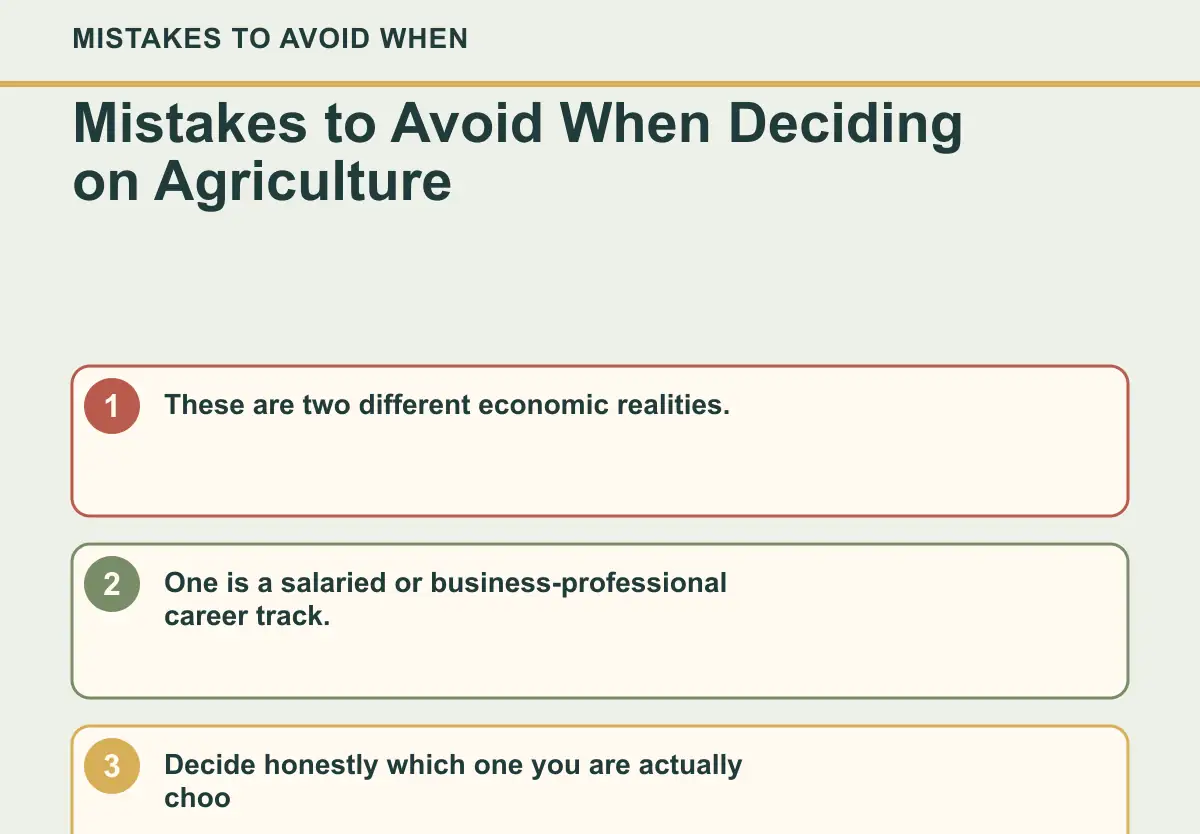 MISTAKES TO AVOID WHEN
Mistakes to Avoid When Deciding
on Agriculture
1
These are two different economic realities.
2
One is a salaried or business-professional
career track.
3
Decide honestly which one you are actually
choo